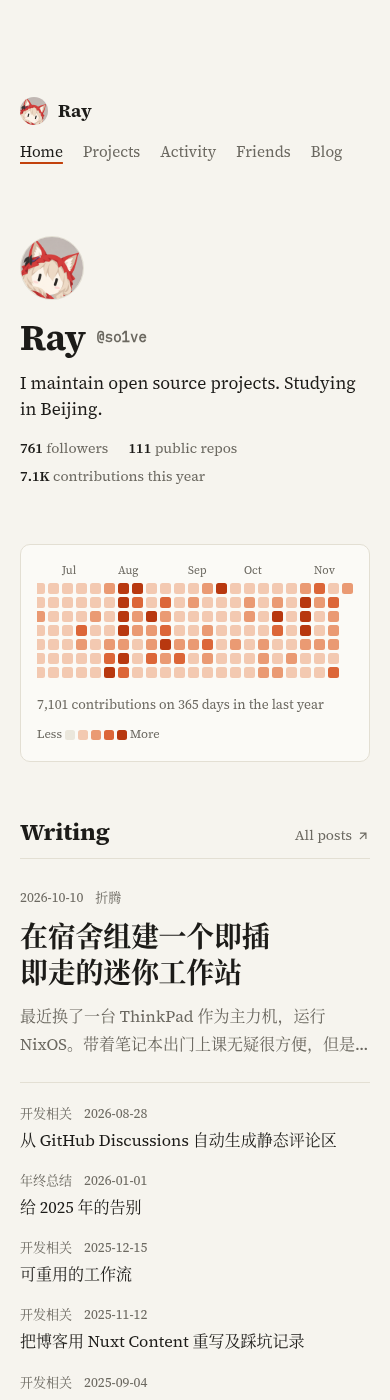 Ray
Home Projects Activity Friends Blog
Ray @so1ve
I maintain open source projects. Studying
in Beijing.
761 followers 111 public repos
7.1K contributions this year
Jul Aug Sep Oct Nov
7,101 contributions on 365 days in the last year
Less More
Writing All posts ↗
2026-10-10 折腾
在宿舍组建一个即插
即走的迷你工作站
最近换了一台 ThinkPad 作为主力机，运行
NixOS。带着笔记本出门上课无疑很方便，但是...
开发相关 2026-08-28
从 GitHub Discussions 自动生成静态评论区
年终总结 2026-01-01
给 2025 年的告别
开发相关 2025-12-15
可重用的工作流
开发相关 2025-11-12
把博客用 Nuxt Content 重写及踩坑记录
开发相关 2025-09-04